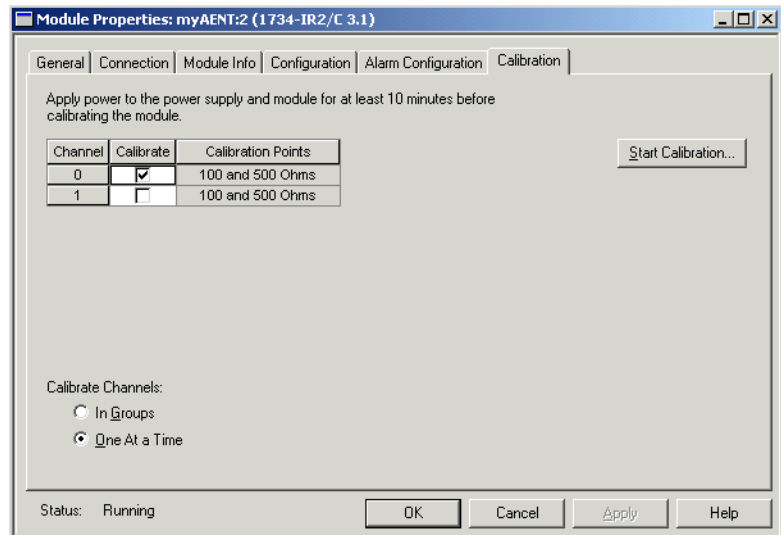 Module Properties: myAENT:2 (1734-IR2/C 3.1)
General Connection Module Info Configuration Alarm Configuration Calibration
Apply power to the power supply and module for at least 10 minutes before
calibrating the module.
Channel Calibrate Calibration Points
0 100 and 500 Ohms
1 100 and 500 Ohms
Start Calibration...
Calibrate Channels:
In Groups
One At a Time
Status: Running
OK Cancel Apply Help